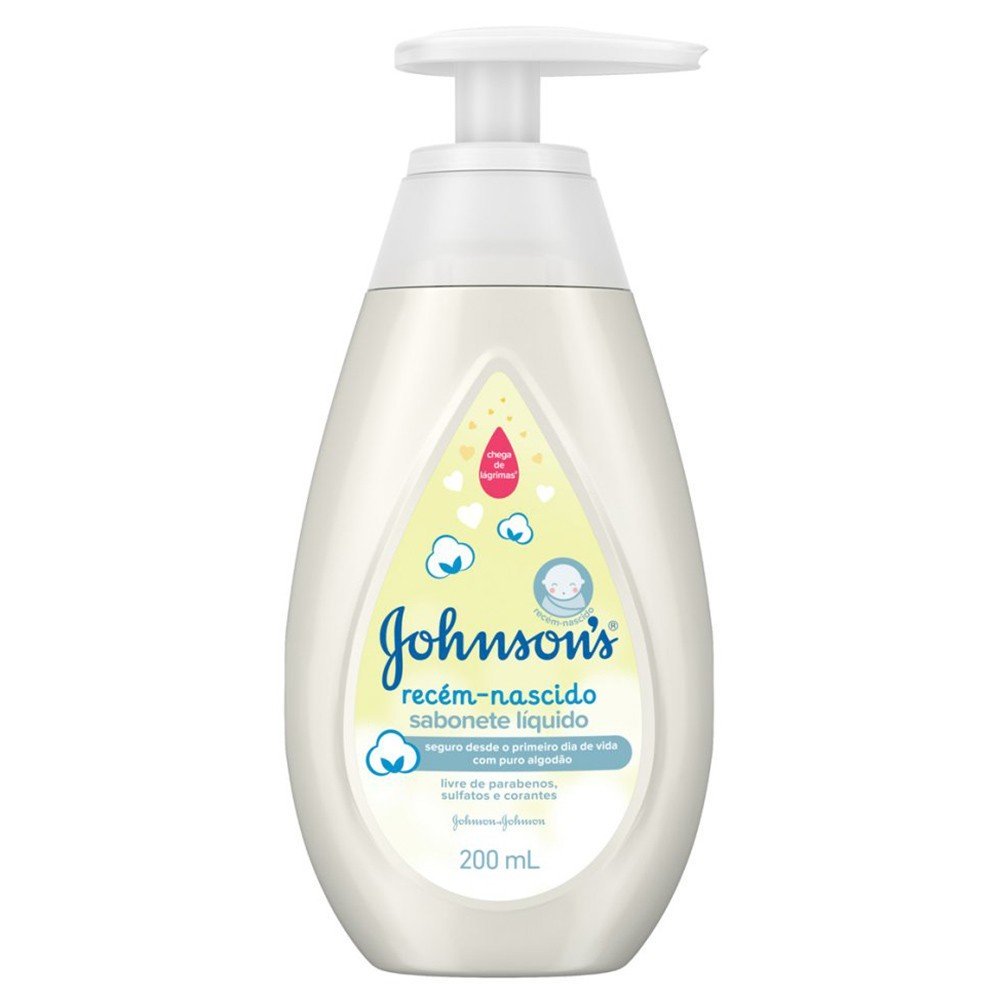 chega
de
lágrimas®
recém-nascido
Johnson's®
recém-nascido
sabonete líquido
seguro desde o primeiro dia de vida
com puro algodão
livre de parabenos,
sulfatos e corantes
Johnson & Johnson
200 mL